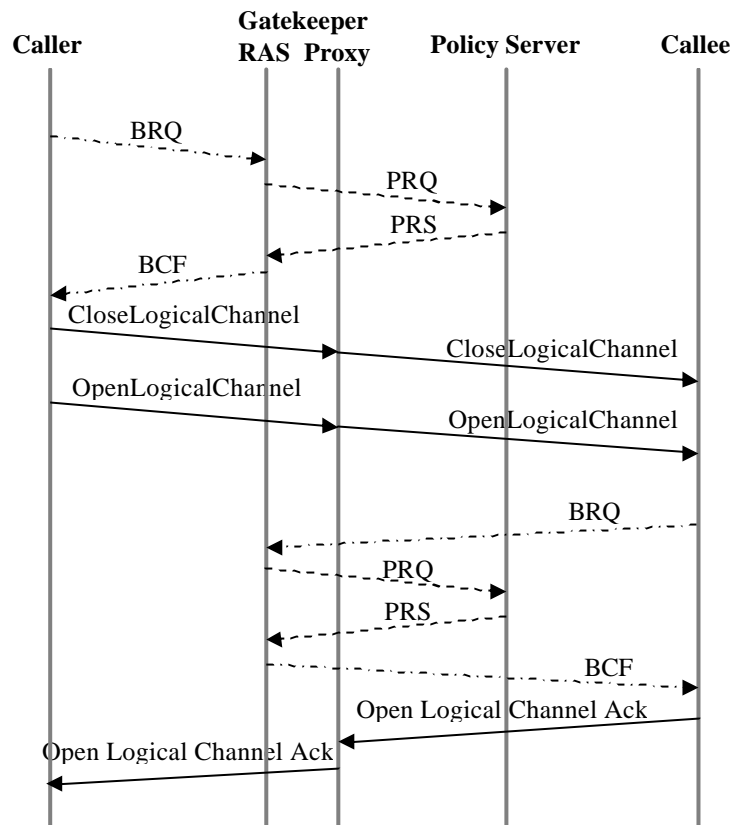 Gatekeeper
Caller RAS Proxy Policy Server Callee
BRQ
PRQ
PRS
BCF
CloseLogicalChannel
CloseLogicalChannel
OpenLogicalChannel
OpenLogicalChannel
BRQ
PRQ
PRS
BCF
Open Logical Channel Ack
Open Logical Channel Ack